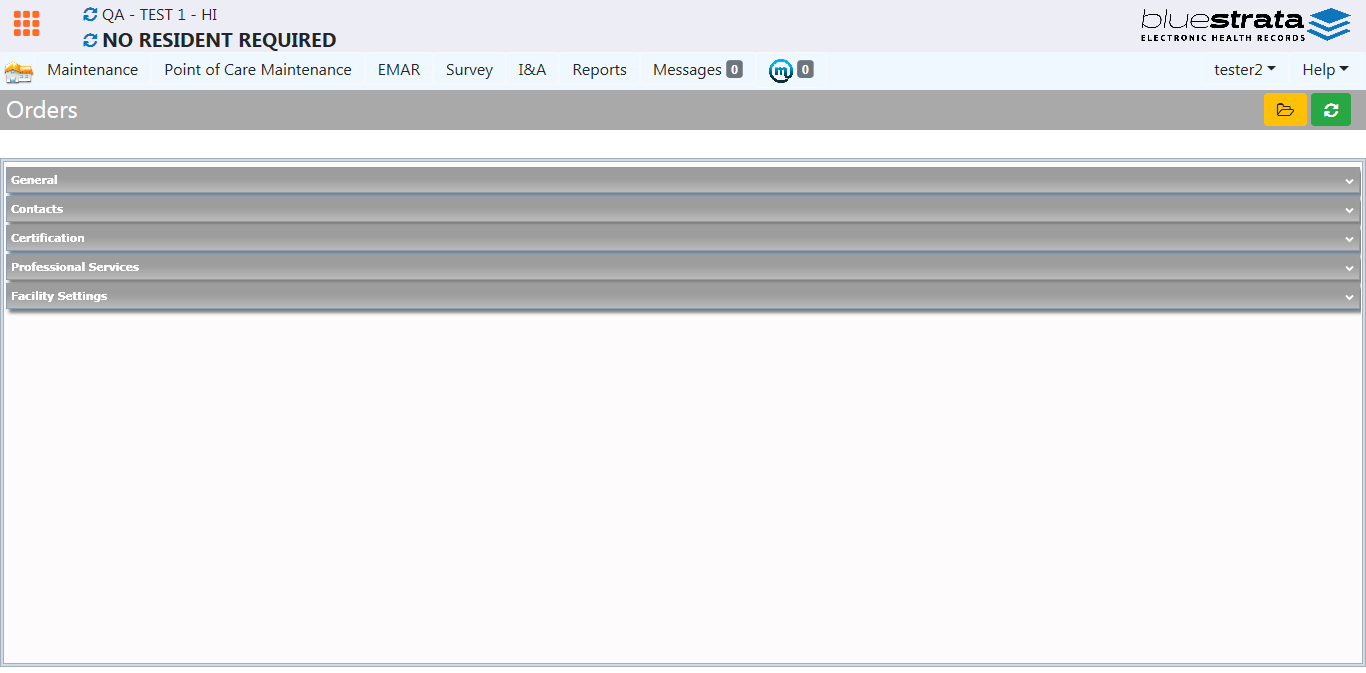 QA - TEST 1 - HI
NO RESIDENT REQUIRED
bluestrata
ELECTRONIC HEALTH RECORDS
Maintenance Point of Care Maintenance EMAR Survey I&A Reports Messages 0 m 0 tester2 Help
Orders
General
Contacts
Certification
Professional Services
Facility Settings